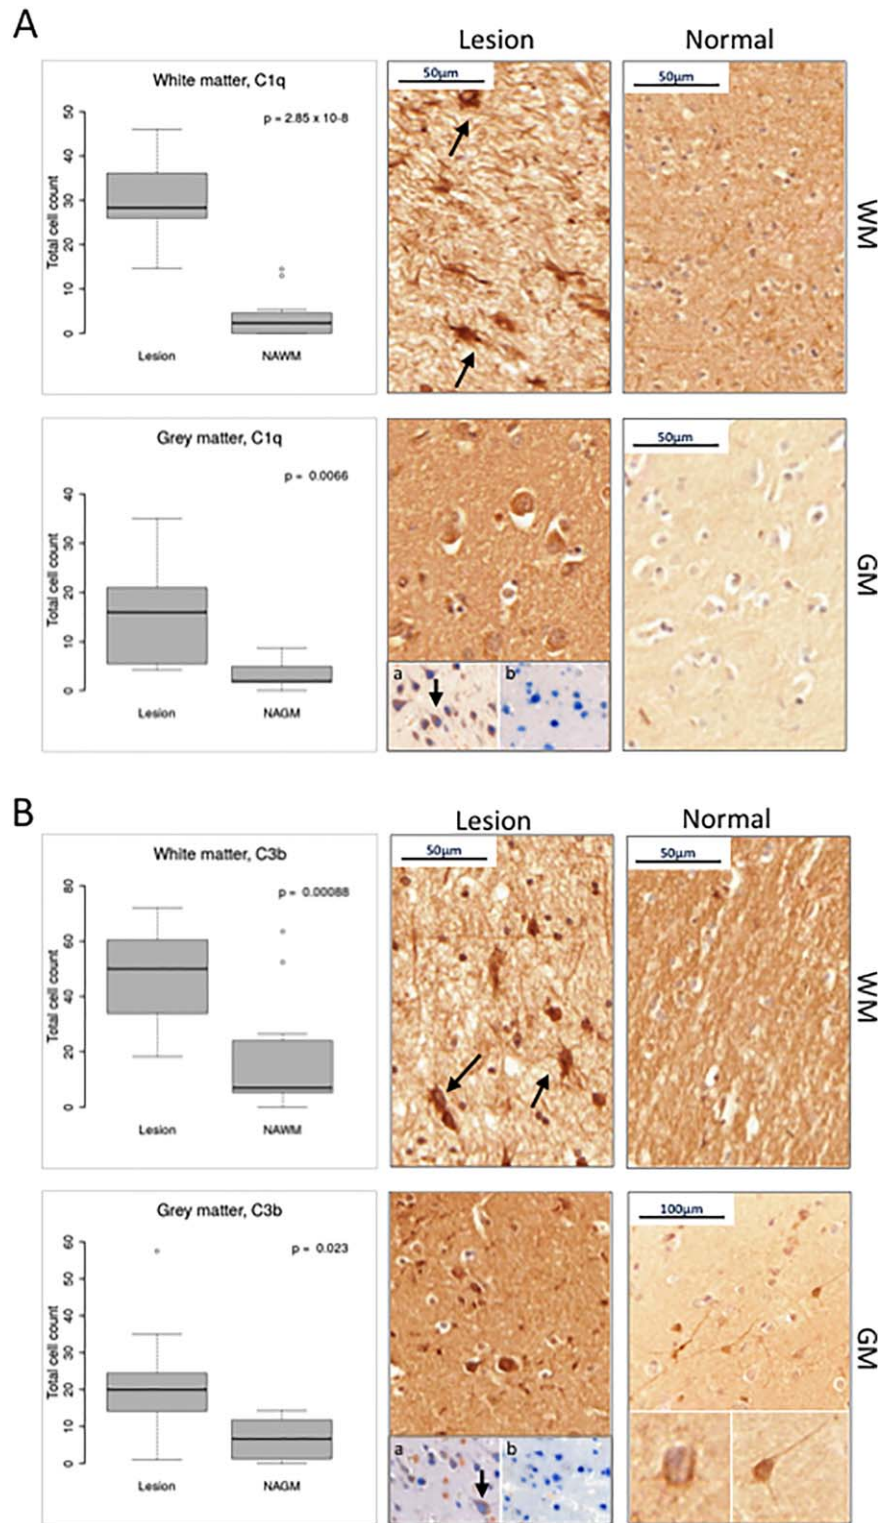 A
Lesion
Normal
White matter, C1q
p = 2.85 x 10-8
Total cell count
50
40
30
20
10
0
Lesion
NAWM
50µm
50µm
WM
Grey matter, C1q
p = 0.0066
Total cell count
40
30
20
10
0
Lesion
NAGM
a
b
50µm
GM
B
Lesion
Normal
White matter, C3b
p = 0.00088
Total cell count
80
60
40
20
0
Lesion
NAWM
50µm
50µm
WM
Grey matter, C3b
p = 0.023
Total cell count
60
50
40
30
20
10
0
Lesion
NAGM
a
b
100µm
GM